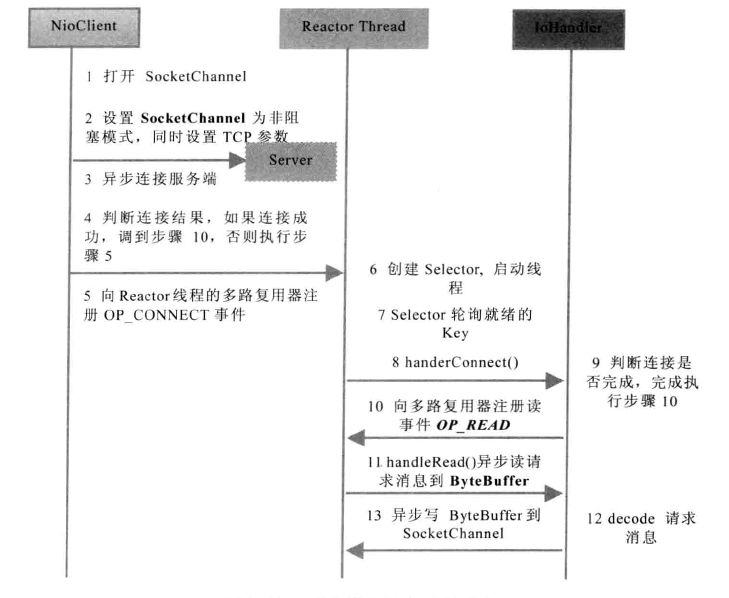 NioClient
Reactor Thread
IoHandler
1 打开 SocketChannel
2 设置 SocketChannel 为非阻
塞模式，同时设置 TCP 参数
Server
3 异步连接服务端
4 判断连接结果，如果连接成
功，调到步骤 10，否则执行步
骤 5
5 向 Reactor 线程的多路复用器注
册 OP_CONNECT 事件
6 创建 Selector, 启动线
程
7 Selector 轮询就绪的
Key
8 handerConnect()
9 判断连接是
否完成，完成执
行步骤 10
10 向多路复用器注册读
事件 OP_READ
11 handleRead()异步读请
求消息到 ByteBuffer
12 decode 请求
消息
13 异步写 ByteBuffer 到
SocketChannel